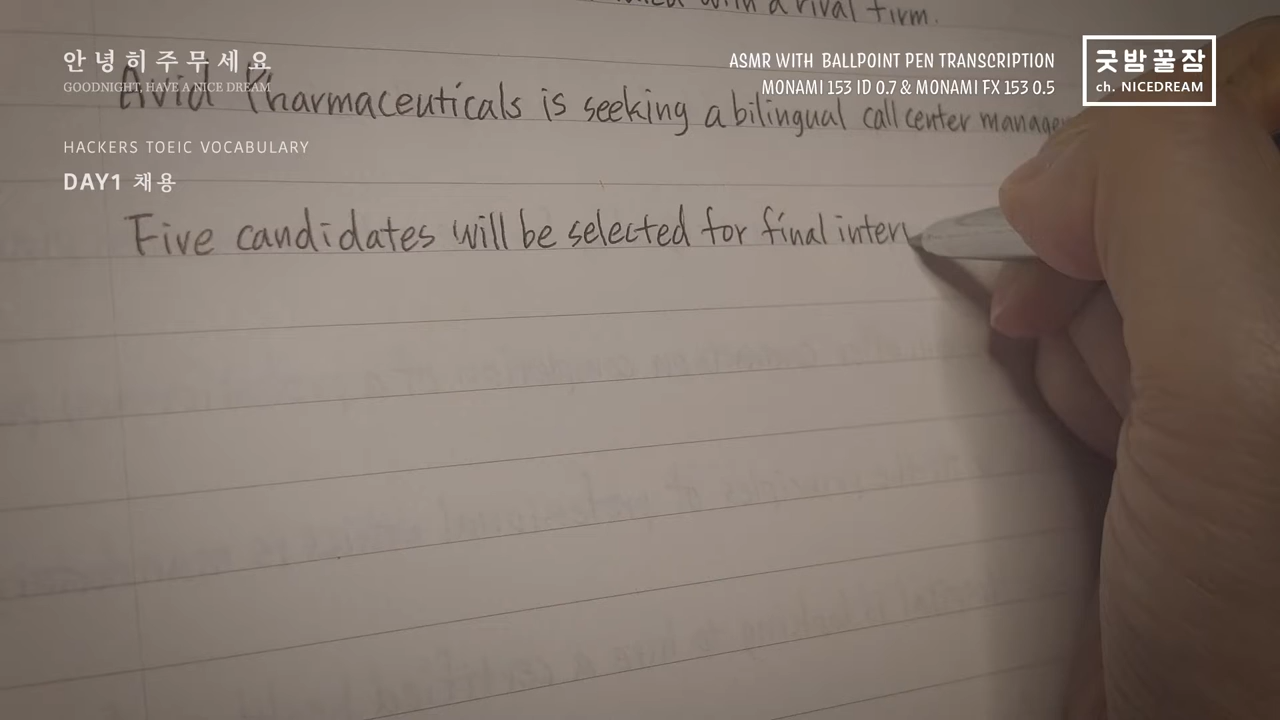 with a rival firm.
안녕히주무세요
GOODNIGHT, HAVE A NICE DREAM
ASMR WITH BALLPOINT PEN TRANSCRIPTION
MONAMI 153 ID 0.7 & MONAMI FX 153 0.5
굿밤꿀잠
ch. NICEDREAM
Avid Pharmaceuticals is seeking a bilingual call center manager
HACKERS TOEIC VOCABULARY
DAY1 채용
Five candidates will be selected for final interv